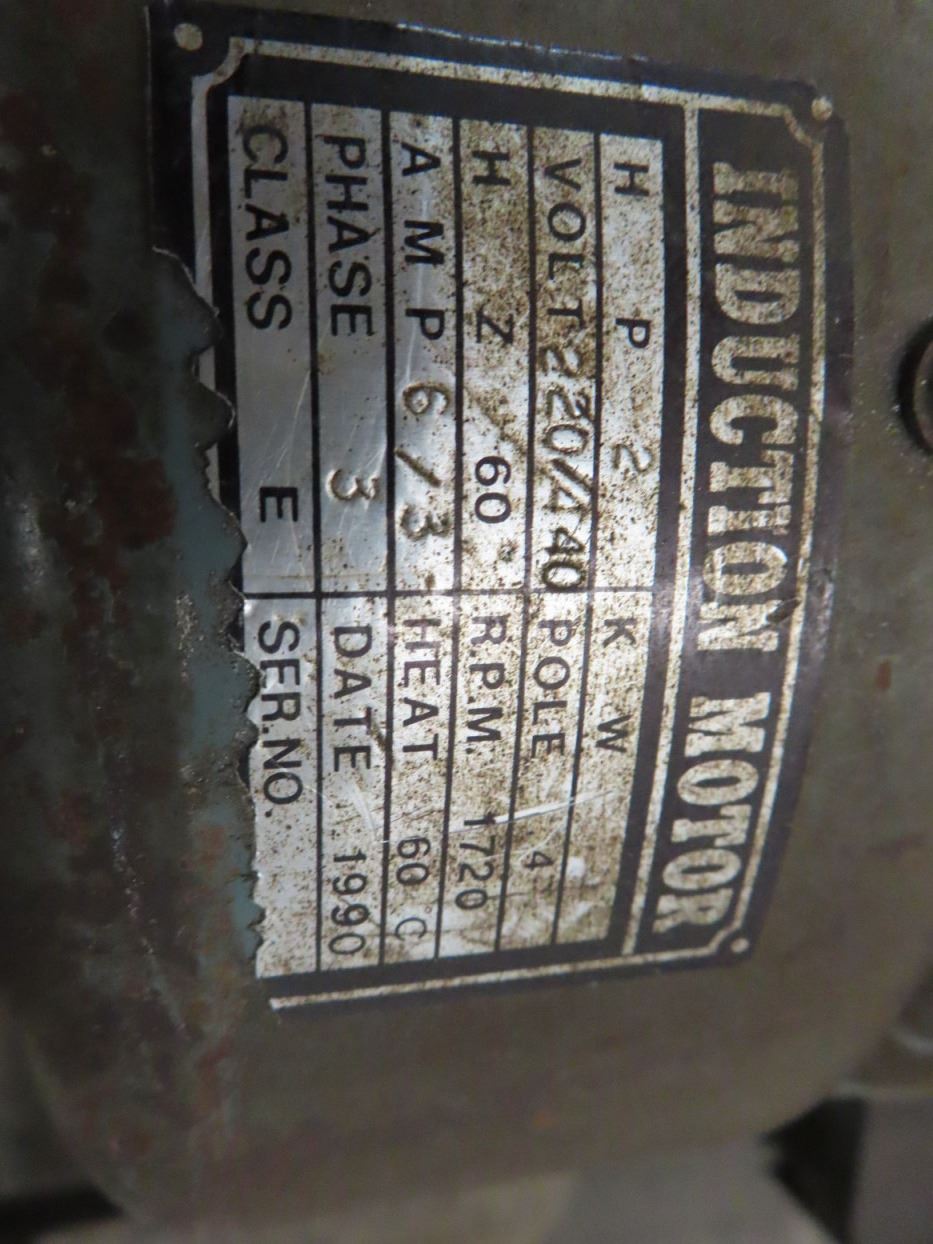 INDUCTION MOTOR
H P 2 K W
VOLT 220/440 POLE 4
H Z 60 R.P.M. 1720
A M P 6/3 HEAT 60 C
PHASE 3 DATE 1990
CLASS E SER.NO.